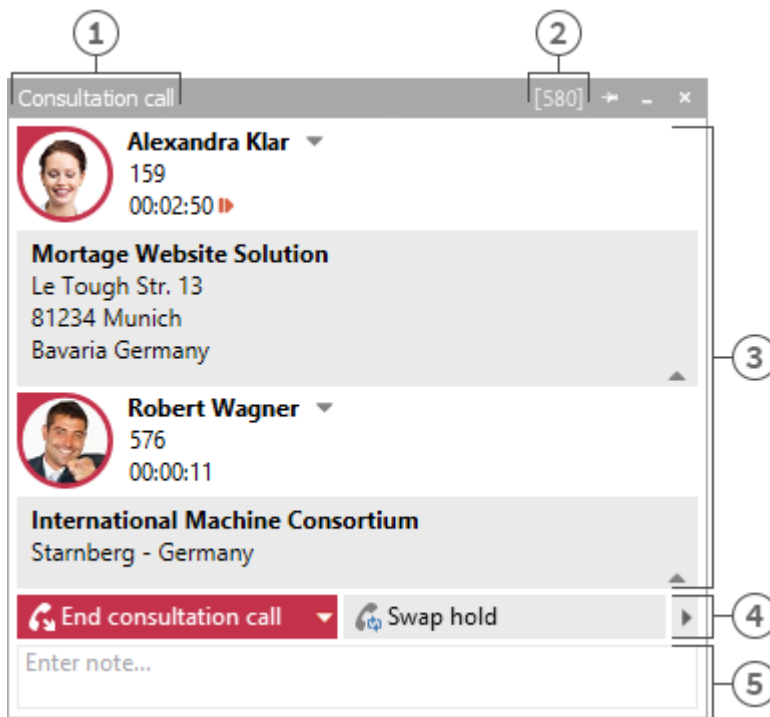 1
2
Consultation call [580]
Alexandra Klar
159
00:02:50
Mortage Website Solution
Le Tough Str. 13
81234 Munich
Bavaria Germany
3
Robert Wagner
576
00:00:11
International Machine Consortium
Starnberg - Germany
End consultation call
Swap hold
4
Enter note...
5